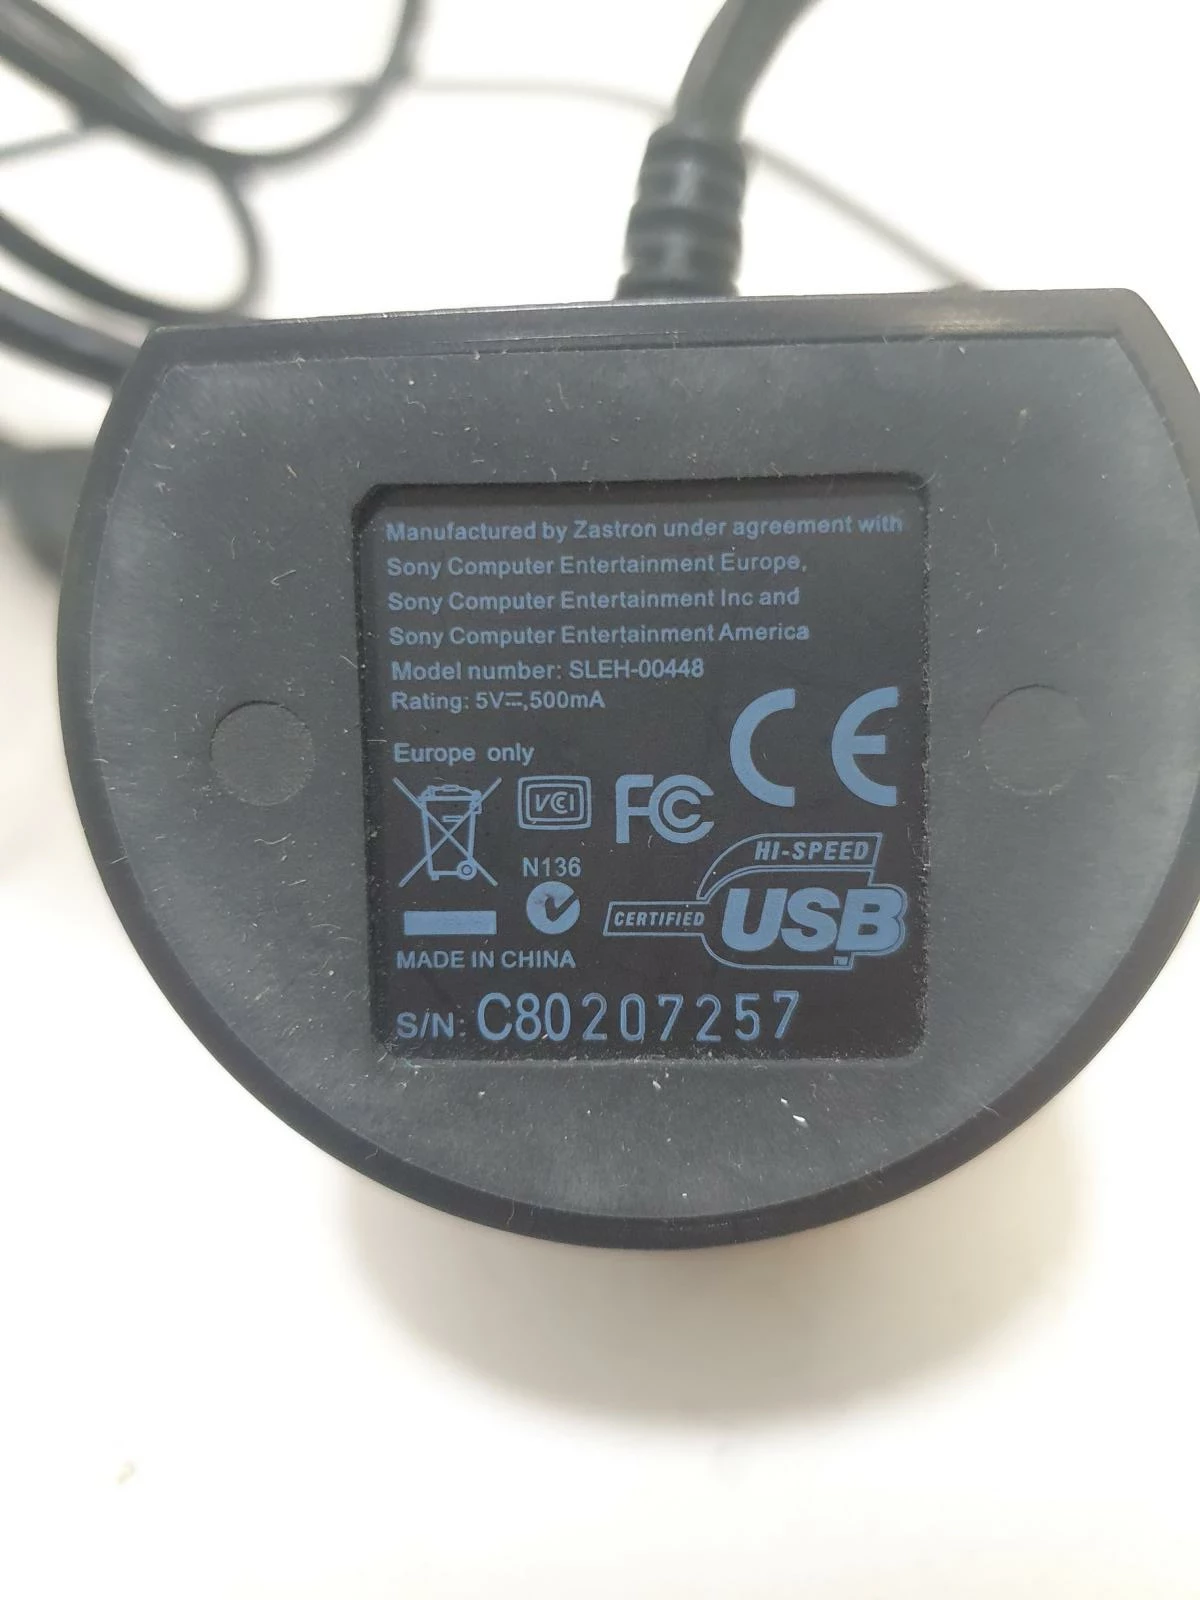 Manufactured by Zastron under agreement with
Sony Computer Entertainment Europe,
Sony Computer Entertainment Inc and
Sony Computer Entertainment America
Model number: SLEH-00448
Rating: 5V⎓,500mA
Europe only
VCI
FC
CE
N136
HI-SPEED
CERTIFIED USB
TM
MADE IN CHINA
S/N: C80207257